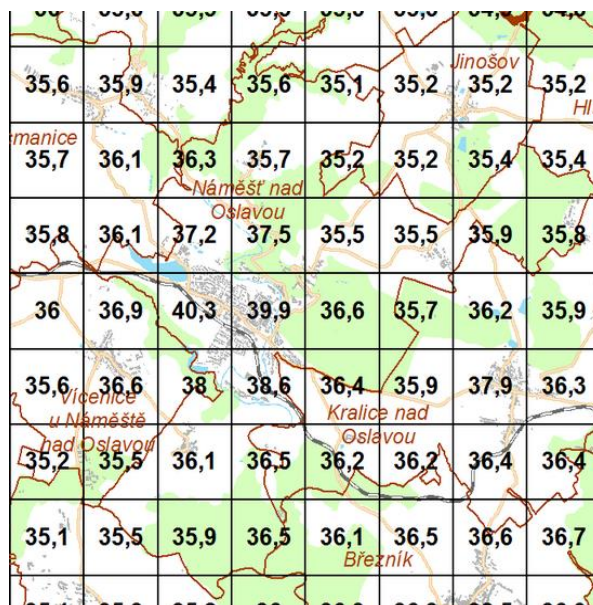 Jinošov
35,6 35,9 35,4 35,6 35,1 35,2 35,2 35,2
manice
35,7 36,1 36,3 35,7 35,2 35,2 35,4 35,4
Náměšť nad
Oslavou
35,8 36,1 37,2 37,5 35,5 35,5 35,9 35,8
36 36,9 40,3 39,9 36,6 35,7 36,2 35,9
35,6 36,6 38 38,6 36,4 35,9 37,9 36,3
Vícenice
u Náměště
nad Oslavou
Kralice nad
Oslavou
35,2 35,5 36,1 36,5 36,2 36,2 36,4 36,4
35,1 35,5 35,9 36,5 36,1 36,5 36,6 36,7
Březník